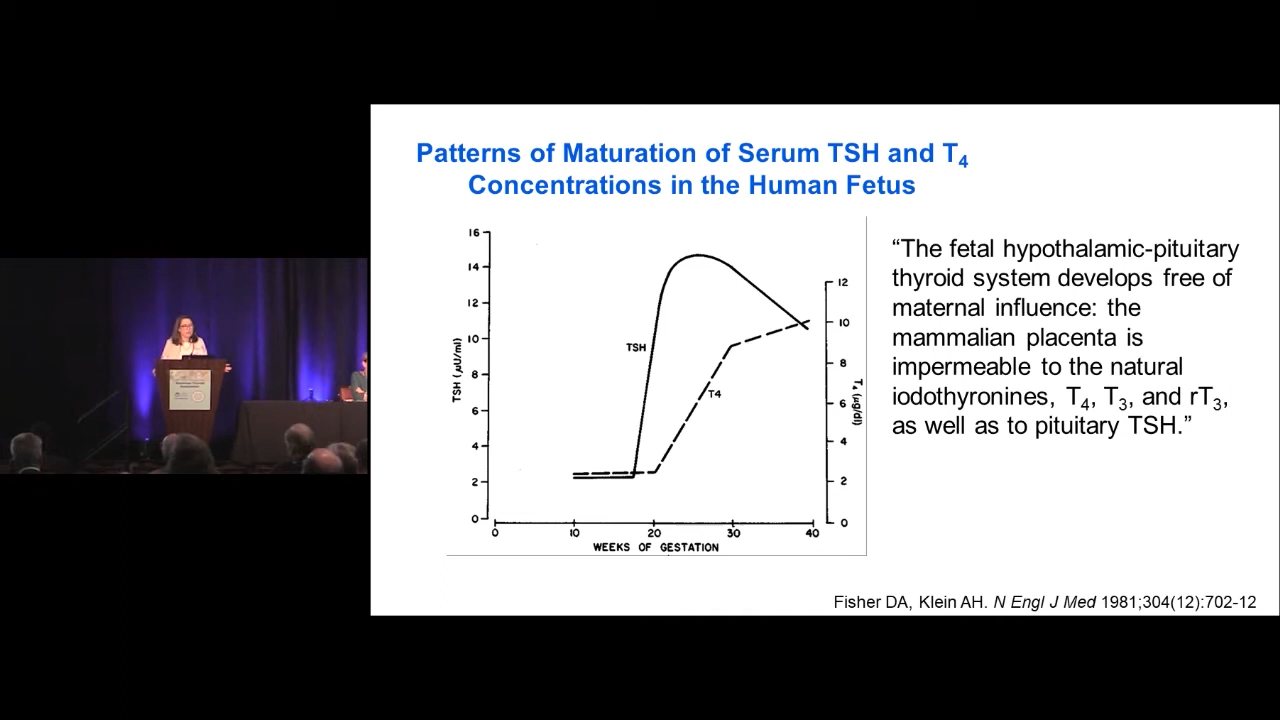 Patterns of Maturation of Serum TSH and T4
Concentrations in the Human Fetus
16
14
12
10
8
6
4
2
0
TSH (μU/ml)
TSH
T4
12
10
8
6
4
2
0
T4 (μg/dl)
0 10 20 30 40
WEEKS OF GESTATION
“The fetal hypothalamic-pituitary
thyroid system develops free of
maternal influence: the
mammalian placenta is
impermeable to the natural
iodothyronines, T4, T3, and rT3,
as well as to pituitary TSH.”
Fisher DA, Klein AH. N Engl J Med 1981;304(12):702-12